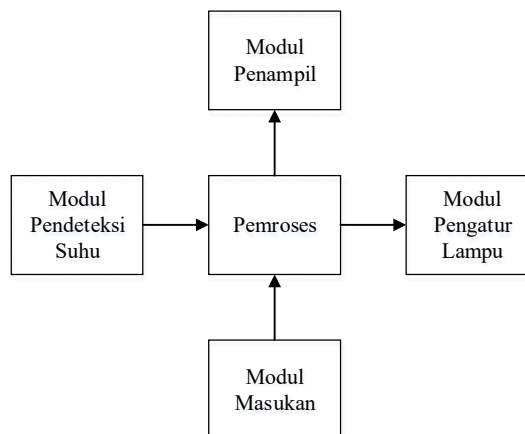 Modul
Penampil
Modul
Pendeteksi
Suhu
Pemroses
Modul
Pengatur
Lampu
Modul
Masukan